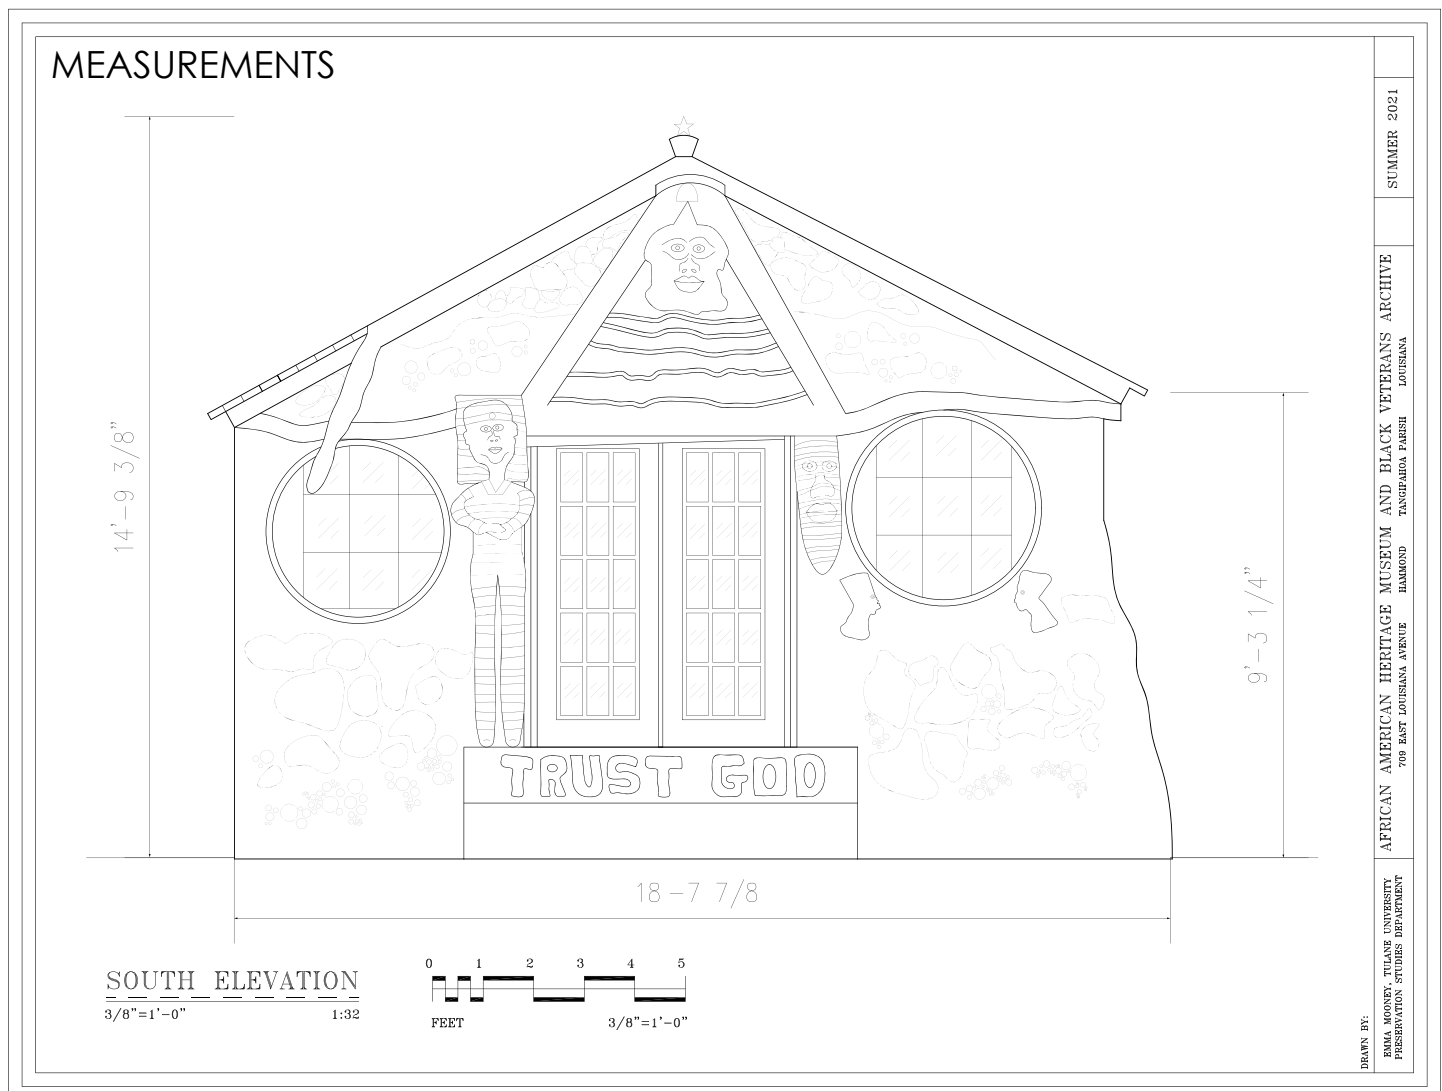 MEASUREMENTS
SUMMER 2021
14'-9 3/8"
9'-3 1/4"
TRUST GOD
18-7 7/8
AFRICAN AMERICAN HERITAGE MUSEUM AND BLACK VETERANS ARCHIVE
709 EAST LOUISIANA AVENUE HAMMOND TANGIPAHOA PARISH LOUISIANA
SOUTH ELEVATION
3/8"=1'-0" 1:32
0 1 2 3 4 5
FEET 3/8"=1'-0"
DRAWN BY:
EMMA MOONEY, TULANE UNIVERSITY
PRESERVATION STUDIES DEPARTMENT